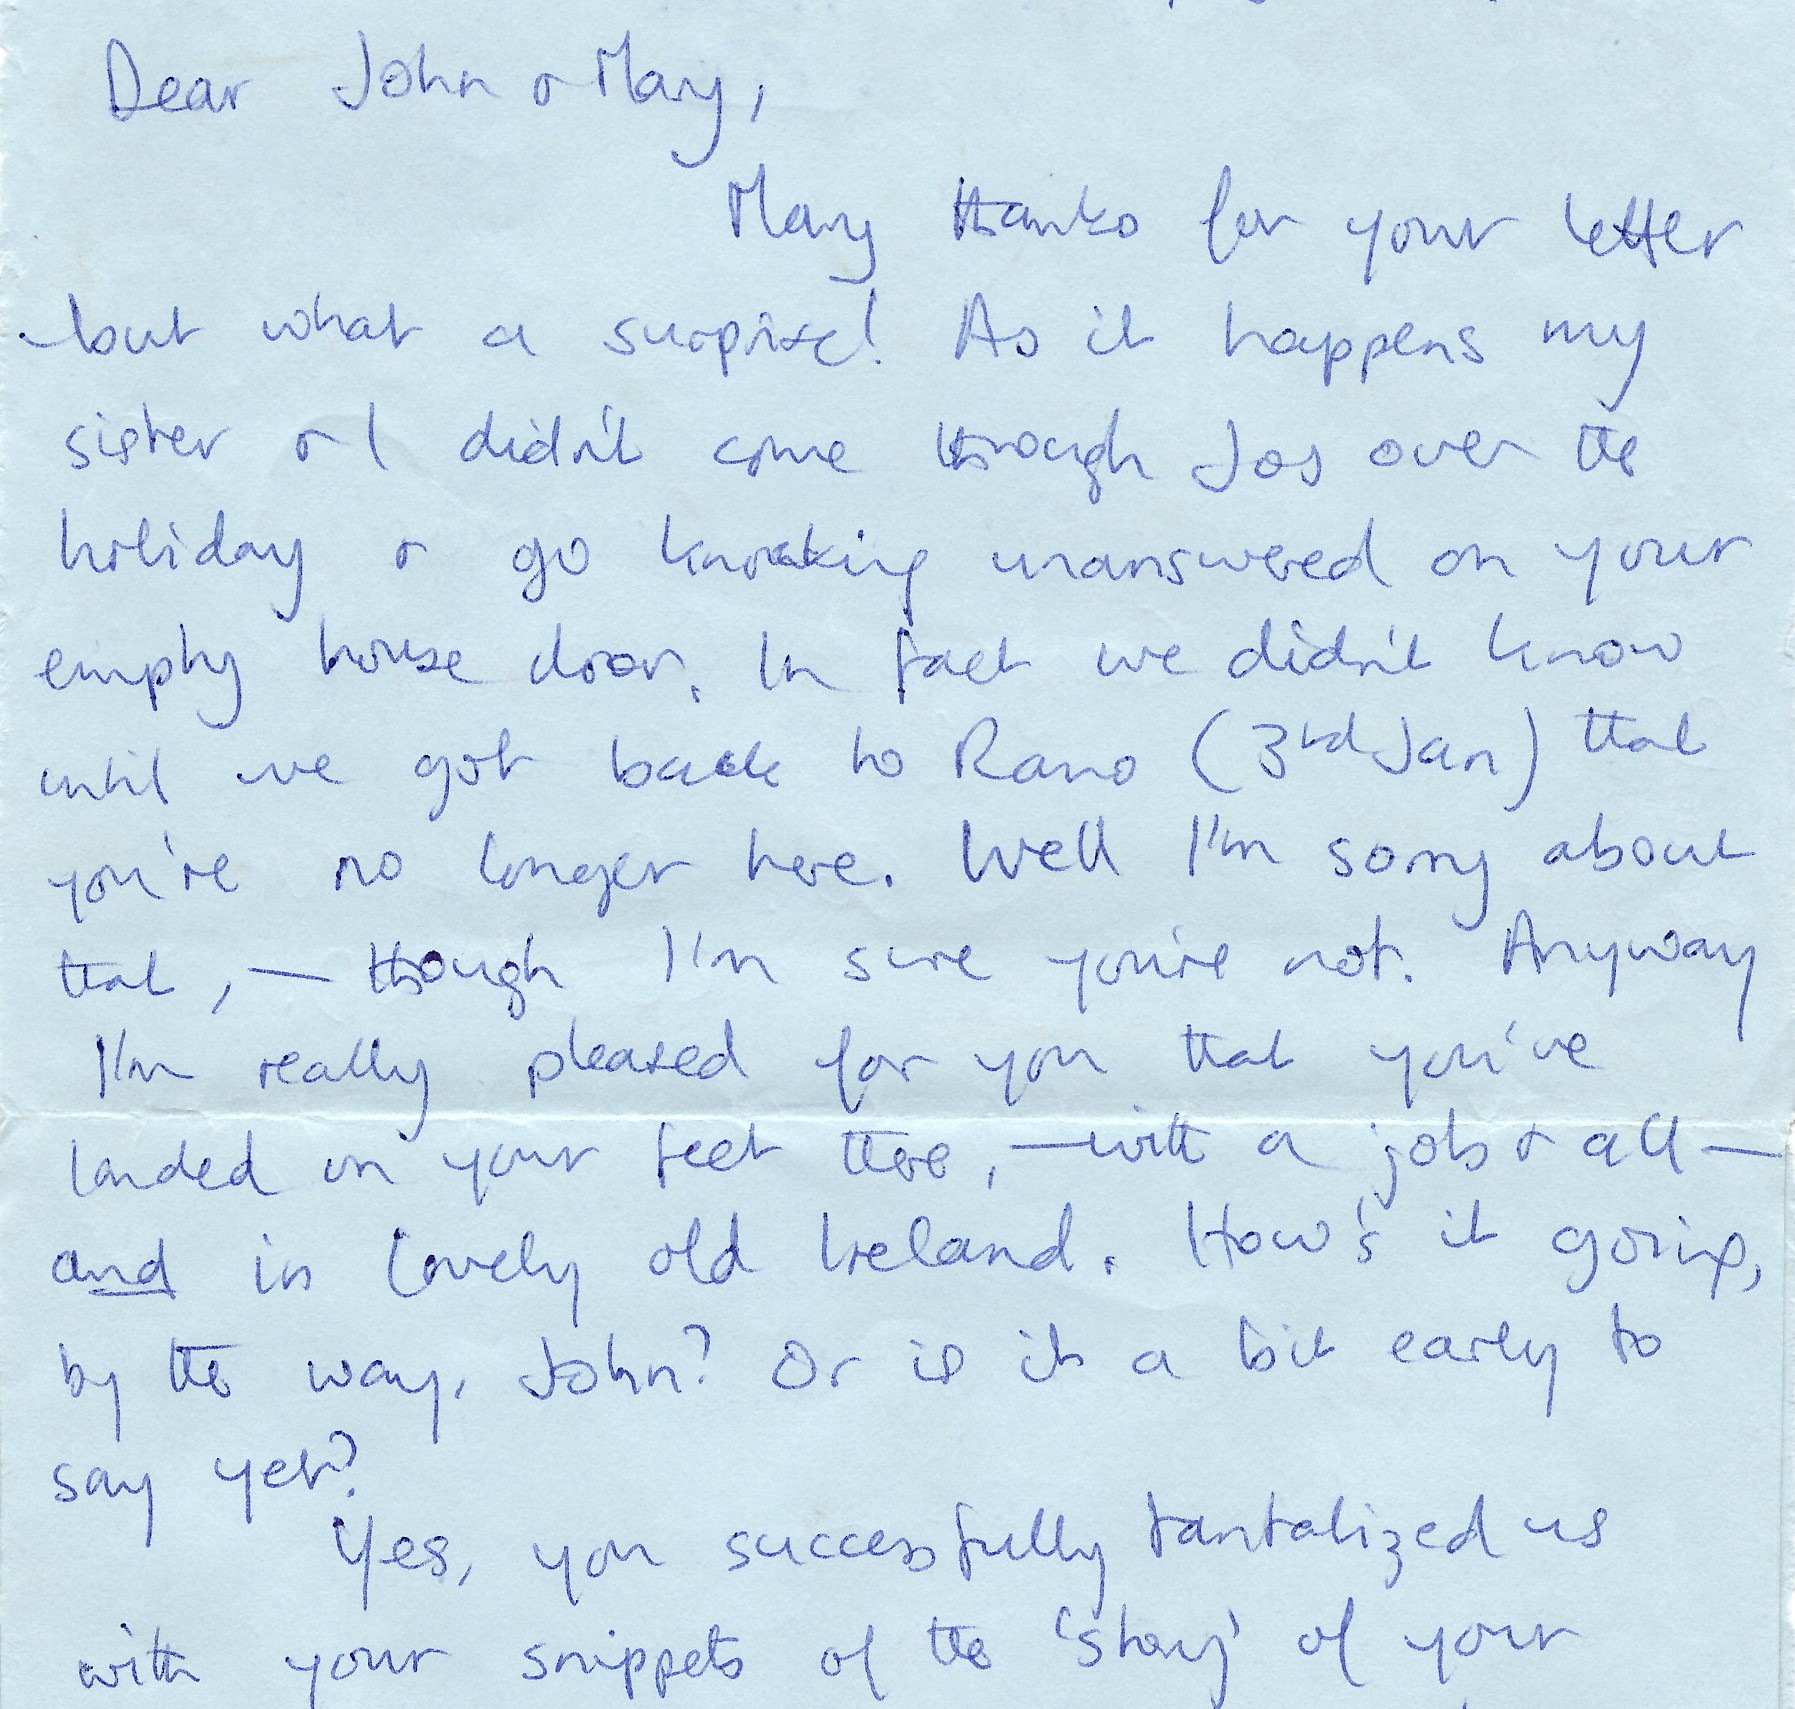 Dear John & Mary,
Many thanks for your letter
- but what a surprise! As it happens my
sister & I didn't come through Jos over the
holiday & go knocking unanswered on your
empty house door. In fact we didn't know
until we got back to Rano (3rd Jan) that
you're no longer here. Well I'm sorry about
that, — though I'm sure you're not. Anyway
I'm really pleased for you that you've
landed on your feet there, — with a job & all —
and in lovely old Ireland. How's it going,
by the way, John? Or is it a bit early to
say yet?
Yes, you successfully tantalized us
with your snippets of the 'story' of your